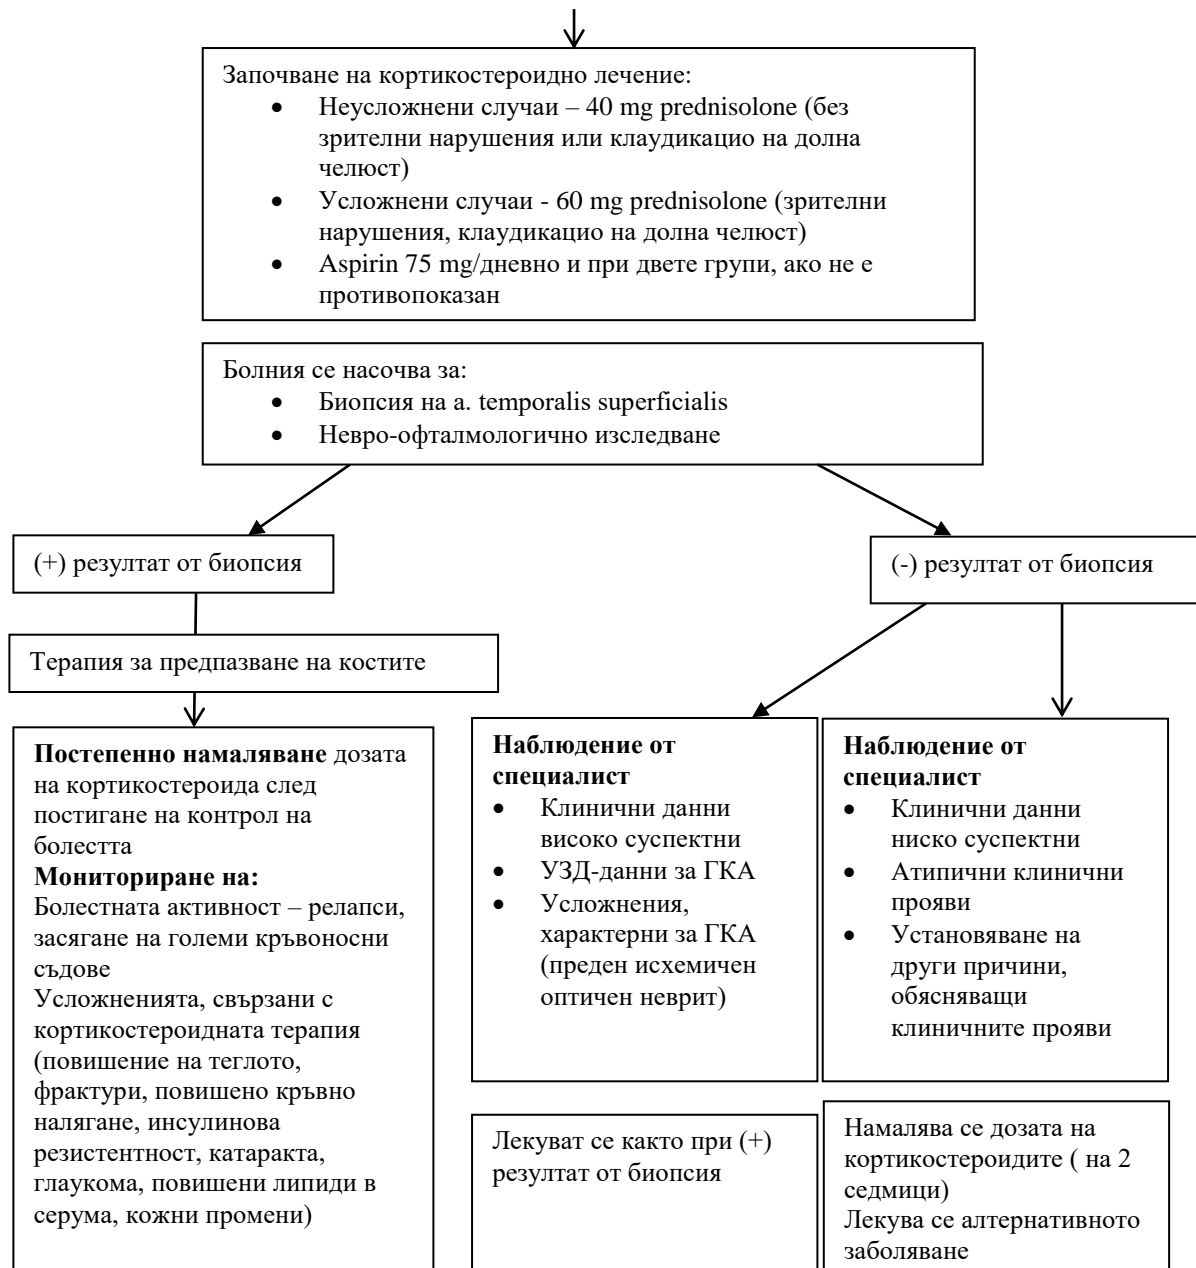 Започване на кортикостероидно лечение:
• Неусложнени случаи – 40 mg prednisolone (без
зрителни нарушения или клаудикацио на долна
челюст)
• Усложнени случаи - 60 mg prednisolone (зрителни
нарушения, клаудикацио на долна челюст)
• Aspirin 75 mg/дневно и при двете групи, ако не е
противопоказан
Болния се насочва за:
• Биопсия на a. temporalis superficialis
• Невро-офталмологично изследване
(+) резултат от биопсия
(-) резултат от биопсия
Терапия за предпазване на костите
Постепенно намаляване дозата
на кортикостероида след
постигане на контрол на
болестта
Мониториране на:
Болестната активност – релапси,
засягане на големи кръвоносни
съдове
Усложненията, свързани с
кортикостероидната терапия
(повишение на теглото,
фрактури, повишено кръвно
налягане, инсулинова
резистентност, катаракта,
глаукома, повишени липиди в
серума, кожни промени)
Наблюдение от
специалист
• Клинични данни
високо суспектни
• УЗД-данни за ГКА
• Усложнения,
характерни за ГКА
(преден исхемичен
оптичен неврит)
Лекуват се както при (+)
резултат от биопсия
Наблюдение от
специалист
• Клинични данни
ниско суспектни
• Атипични клинични
прояви
• Установяване на
други причини,
обясняващи
клиничните прояви
Намалява се дозата на
кортикостероидите ( на 2
седмици)
Лекува се алтернативното
заболяване